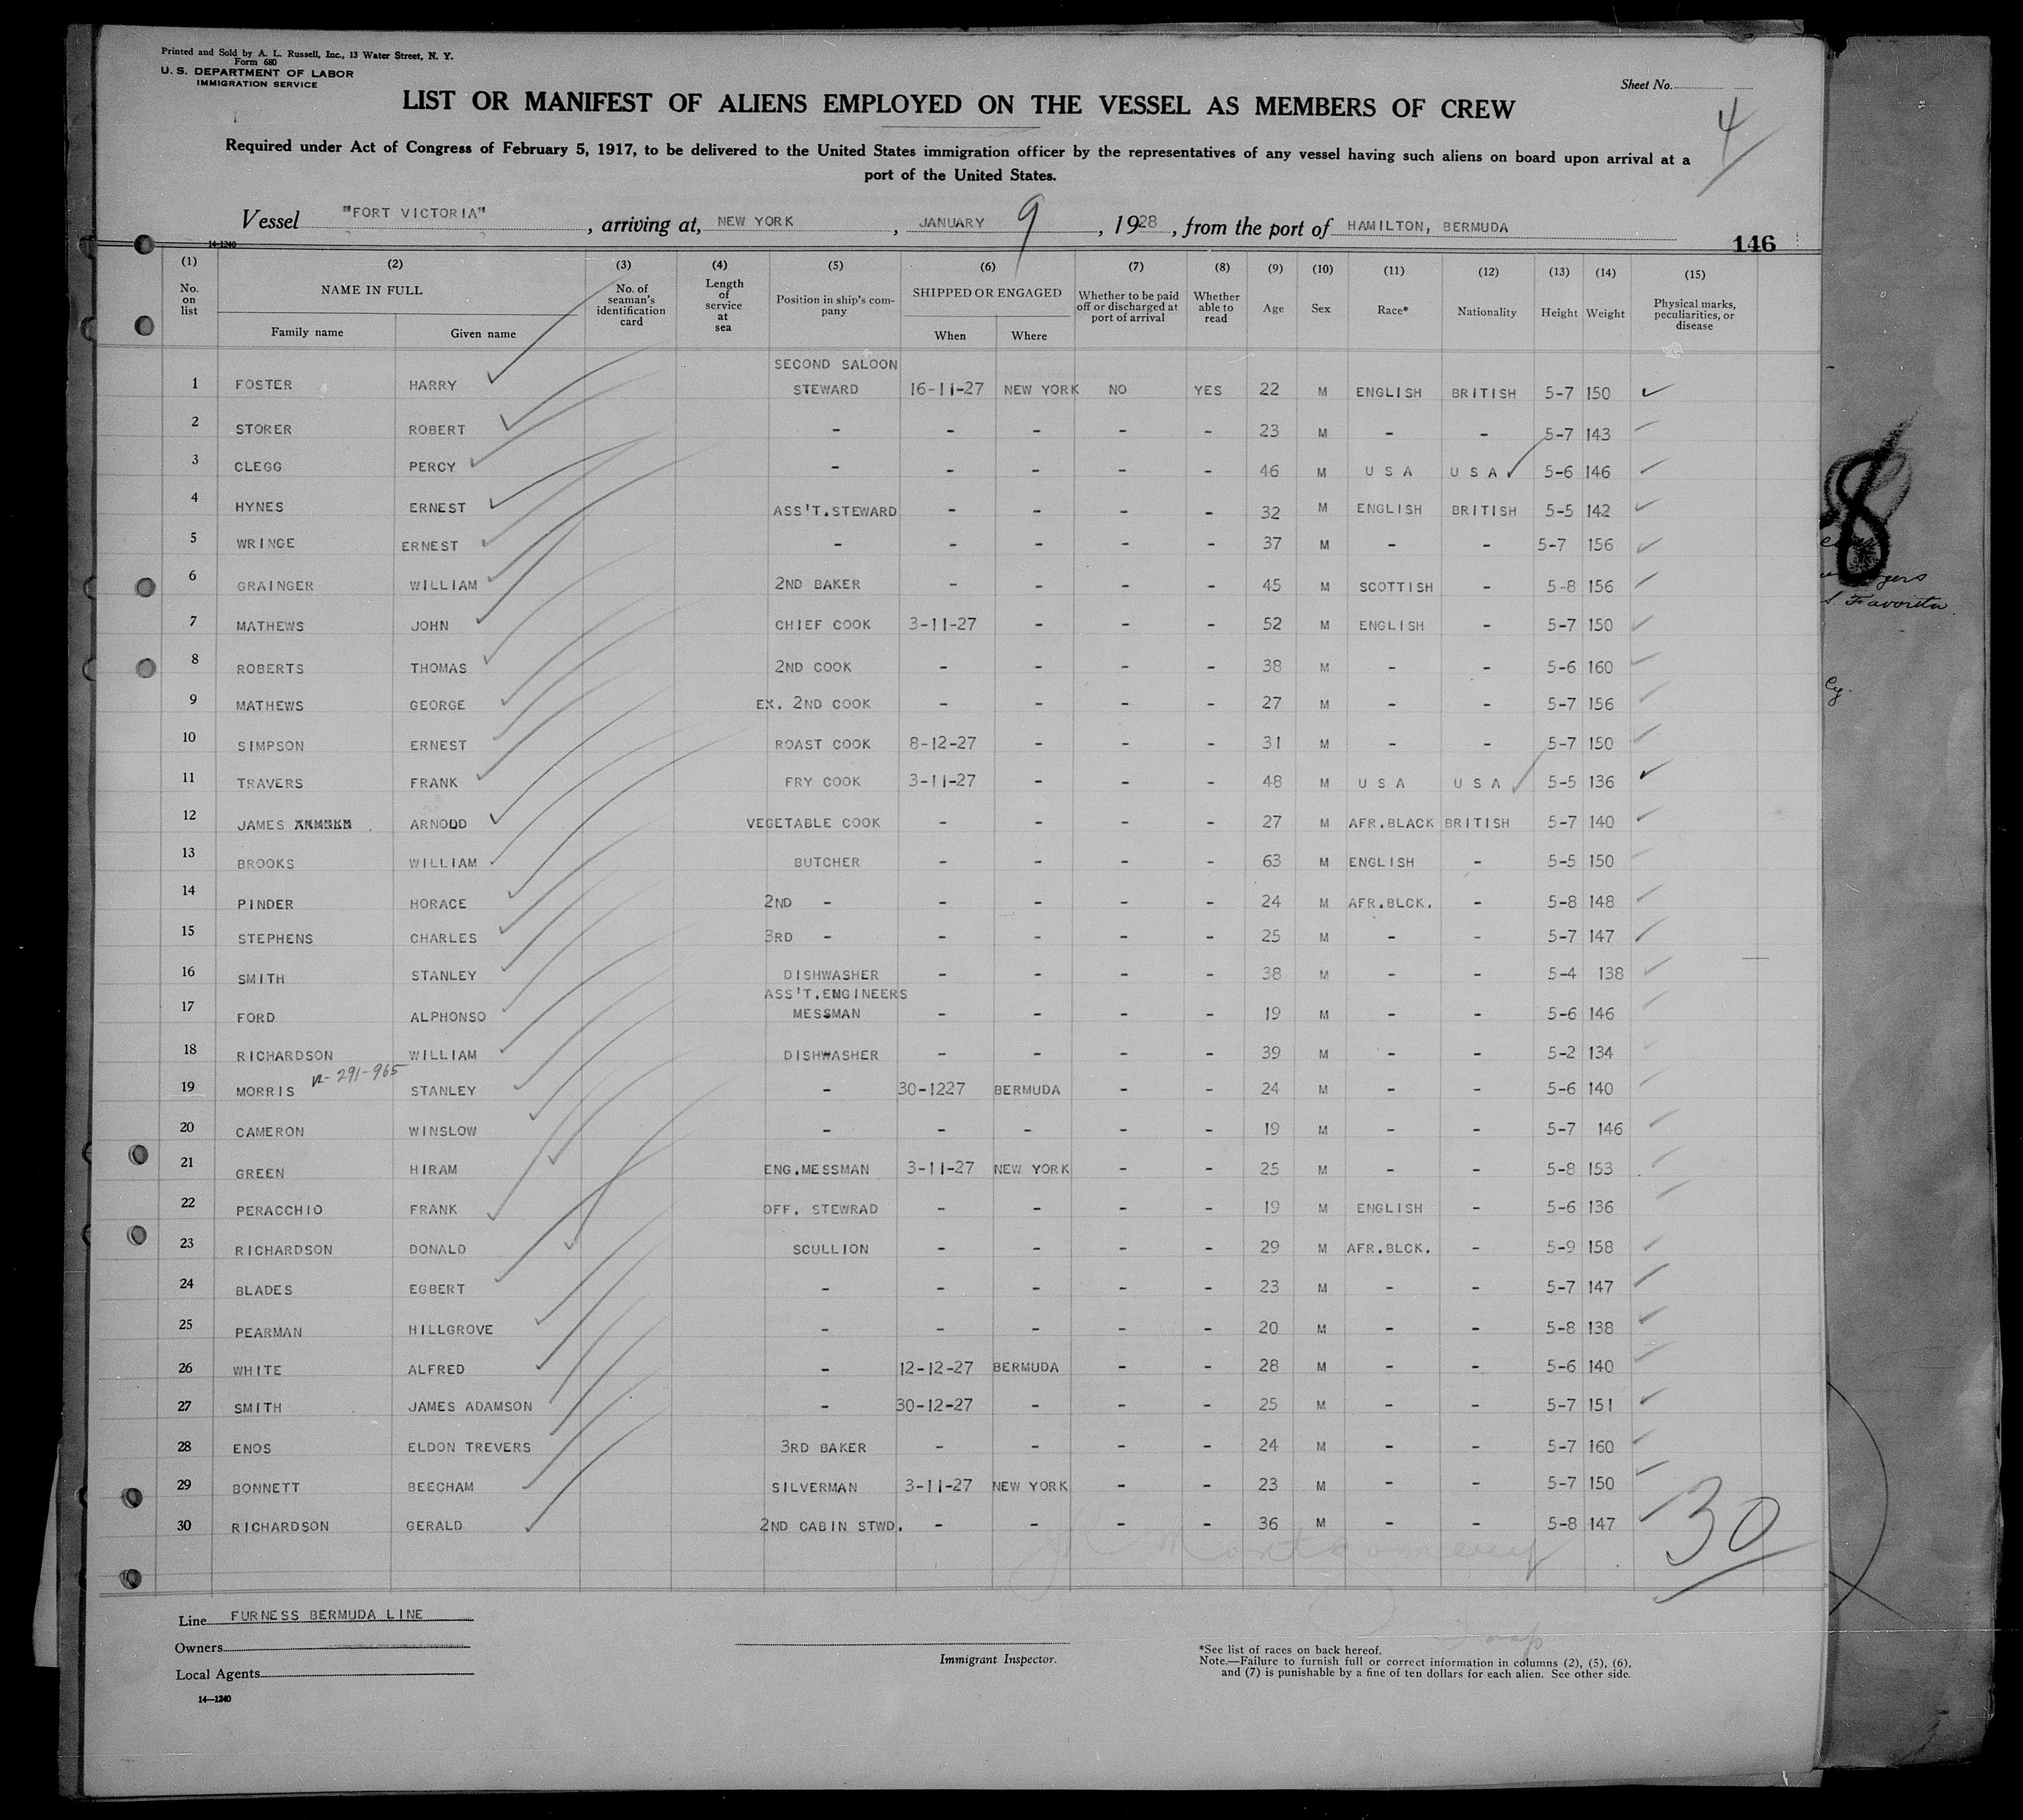 Printed and Sold by A. L. Russell, Inc., 13 Water Street, N. Y.
Form 680
U. S. DEPARTMENT OF LABOR
IMMIGRATION SERVICE
Sheet No.
4
LIST OR MANIFEST OF ALIENS EMPLOYED ON THE VESSEL AS MEMBERS OF CREW
Required under Act of Congress of February 5, 1917, to be delivered to the United States immigration officer by the representatives of any vessel having such aliens on board upon arrival at a
port of the United States.
Vessel "FORT VICTORIA", arriving at, NEW YORK, JANUARY 9, 1928, from the port of HAMILTON, BERMUDA
14-1240
146
(1) (2) (3) (4) (5) (6) (7) (8) (9) (10) (11) (12) (13) (14) (15)
No. on list NAME IN FULL Family name Given name No. of seaman's identification card Length of service at sea Position in ship's company SHIPPED OR ENGAGED When Where Whether to be paid off or discharged at port of arrival Whether able to read Age Sex Race* Nationality Height Weight Physical marks, peculiarities, or disease
1 FOSTER HARRY SECOND SALOON STEWARD 16-11-27 NEW YORK NO YES 22 M ENGLISH BRITISH 5-7 150
2 STORER ROBERT - - - - - 23 M - - 5-7 143
3 CLEGG PERCY - - - - - 46 M U S A U S A 5-6 146
4 HYNES ERNEST ASS'T.STEWARD - - - - 32 M ENGLISH BRITISH 5-5 142
5 WRINGE ERNEST - - - - - 37 M - - 5-7 156
6 GRAINGER WILLIAM 2ND BAKER - - - - 45 M SCOTTISH - 5-8 156
7 MATHEWS JOHN CHIEF COOK 3-11-27 - - - 52 M ENGLISH - 5-7 150
8 ROBERTS THOMAS 2ND COOK - - - - 38 M - - 5-6 160
9 MATHEWS GEORGE EX. 2ND COOK - - - - 27 M - - 5-7 156
10 SIMPSON ERNEST ROAST COOK 8-12-27 - - - 31 M - - 5-7 150
11 TRAVERS FRANK FRY COOK 3-11-27 - - - 48 M U S A U S A 5-5 136
12 JAMES ARNODD VEGETABLE COOK - - - - 27 M AFR.BLACK BRITISH 5-7 140
13 BROOKS WILLIAM BUTCHER - - - - 63 M ENGLISH - 5-5 150
14 PINDER HORACE 2ND - - - - - 24 M AFR.BLCK. - 5-8 148
15 STEPHENS CHARLES 3RD - - - - - 25 M - - 5-7 147
16 SMITH STANLEY DISHWASHER - - - - 38 M - - 5-4 138
17 FORD ALPHONSO ASS'T.ENGINEERS MESSMAN - - - - 19 M - - 5-6 146
18 RICHARDSON WILLIAM DISHWASHER - - - - 39 M - - 5-2 134
291-965
19 MORRIS STANLEY - 30-1227 BERMUDA - - 24 M - - 5-6 140
20 CAMERON WINSLOW - - - - - 19 M - - 5-7 146
21 GREEN HIRAM ENG.MESSMAN 3-11-27 NEW YORK - - 25 M - - 5-8 153
22 PERACCHIO FRANK OFF. STEWRAD - - - - 19 M ENGLISH - 5-6 136
23 RICHARDSON DONALD SCULLION - - - - 29 M AFR.BLCK. - 5-9 158
24 BLADES EGBERT - - - - - 23 M - - 5-7 147
25 PEARMAN HILLGROVE - - - - - 20 M - - 5-8 138
26 WHITE ALFRED - 12-12-27 BERMUDA - - 28 M - - 5-6 140
27 SMITH JAMES ADAMSON - 30-12-27 - - - 25 M - - 5-7 151
28 ENOS ELDON TREVERS 3RD BAKER - - - - 24 M - - 5-7 160
29 BONNETT BEECHAM SILVERMAN 3-11-27 NEW YORK - - 23 M - - 5-7 150
30 RICHARDSON GERALD 2ND CABIN STWD. - - - - 36 M - - 5-8 147
30
Line FURNESS BERMUDA LINE
Owners
Local Agents
14—1240
Immigrant Inspector.
*See list of races on back hereof.
Note.—Failure to furnish full or correct information in columns (2), (5), (6),
and (7) is punishable by a fine of ten dollars for each alien. See other side.
8
Favorita